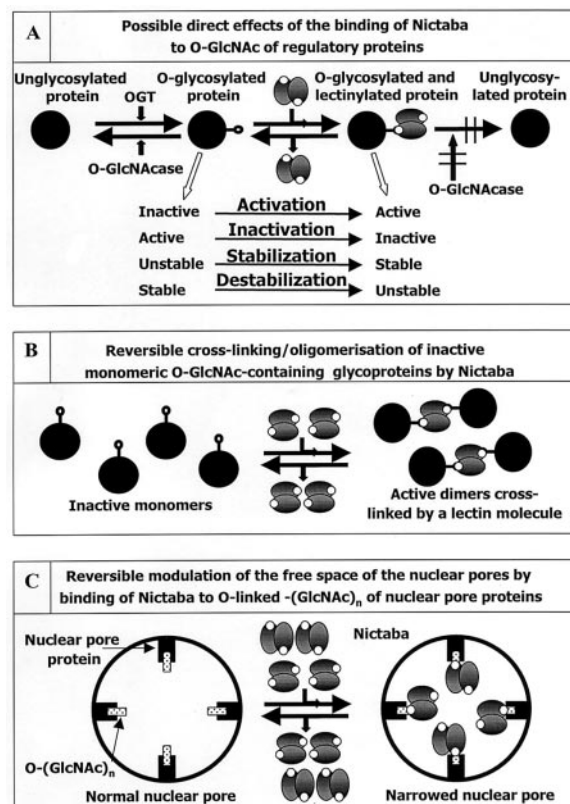 A
Possible direct effects of the binding of Nictaba
to O-GlcNAc of regulatory proteins
Unglycosylated
protein
OGT
O-GlcNAcase
O-glycosylated
protein
O-glycosylated and
lectinylated protein
Unglycosy-
lated protein
O-GlcNAcase
Inactive Activation Active
Active Inactivation Inactive
Unstable Stabilization Stable
Stable Destabilization Unstable
B
Reversible cross-linking/oligomerisation of inactive
monomeric O-GlcNAc-containing glycoproteins by Nictaba
Inactive monomers
Active dimers cross-
linked by a lectin molecule
C
Reversible modulation of the free space of the nuclear pores by
binding of Nictaba to O-linked -(GlcNAc)n of nuclear pore proteins
Nuclear pore
protein
O-(GlcNAc)n
Normal nuclear pore
Nictaba
Narrowed nuclear pore